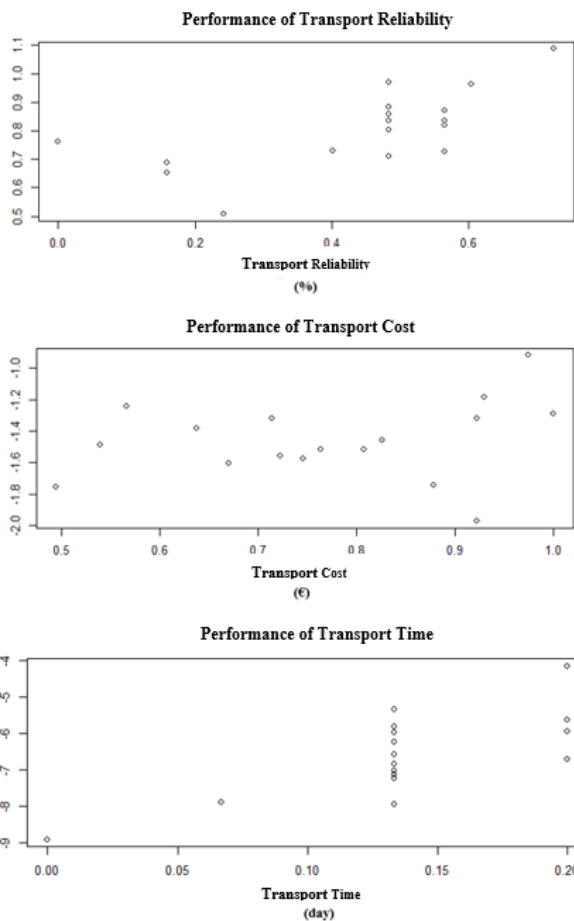 Performance of Transport Reliability
1.1
1.0
0.9
0.8
0.7
0.6
0.5
0.0 0.2 0.4 0.6
Transport Reliability
(%)
Performance of Transport Cost
-1.0
-1.2
-1.4
-1.6
-1.8
-2.0
0.5 0.6 0.7 0.8 0.9 1.0
Transport Cost
(€)
Performance of Transport Time
-4
-5
-6
-7
-8
-9
0.00 0.05 0.10 0.15 0.20
Transport Time
(day)